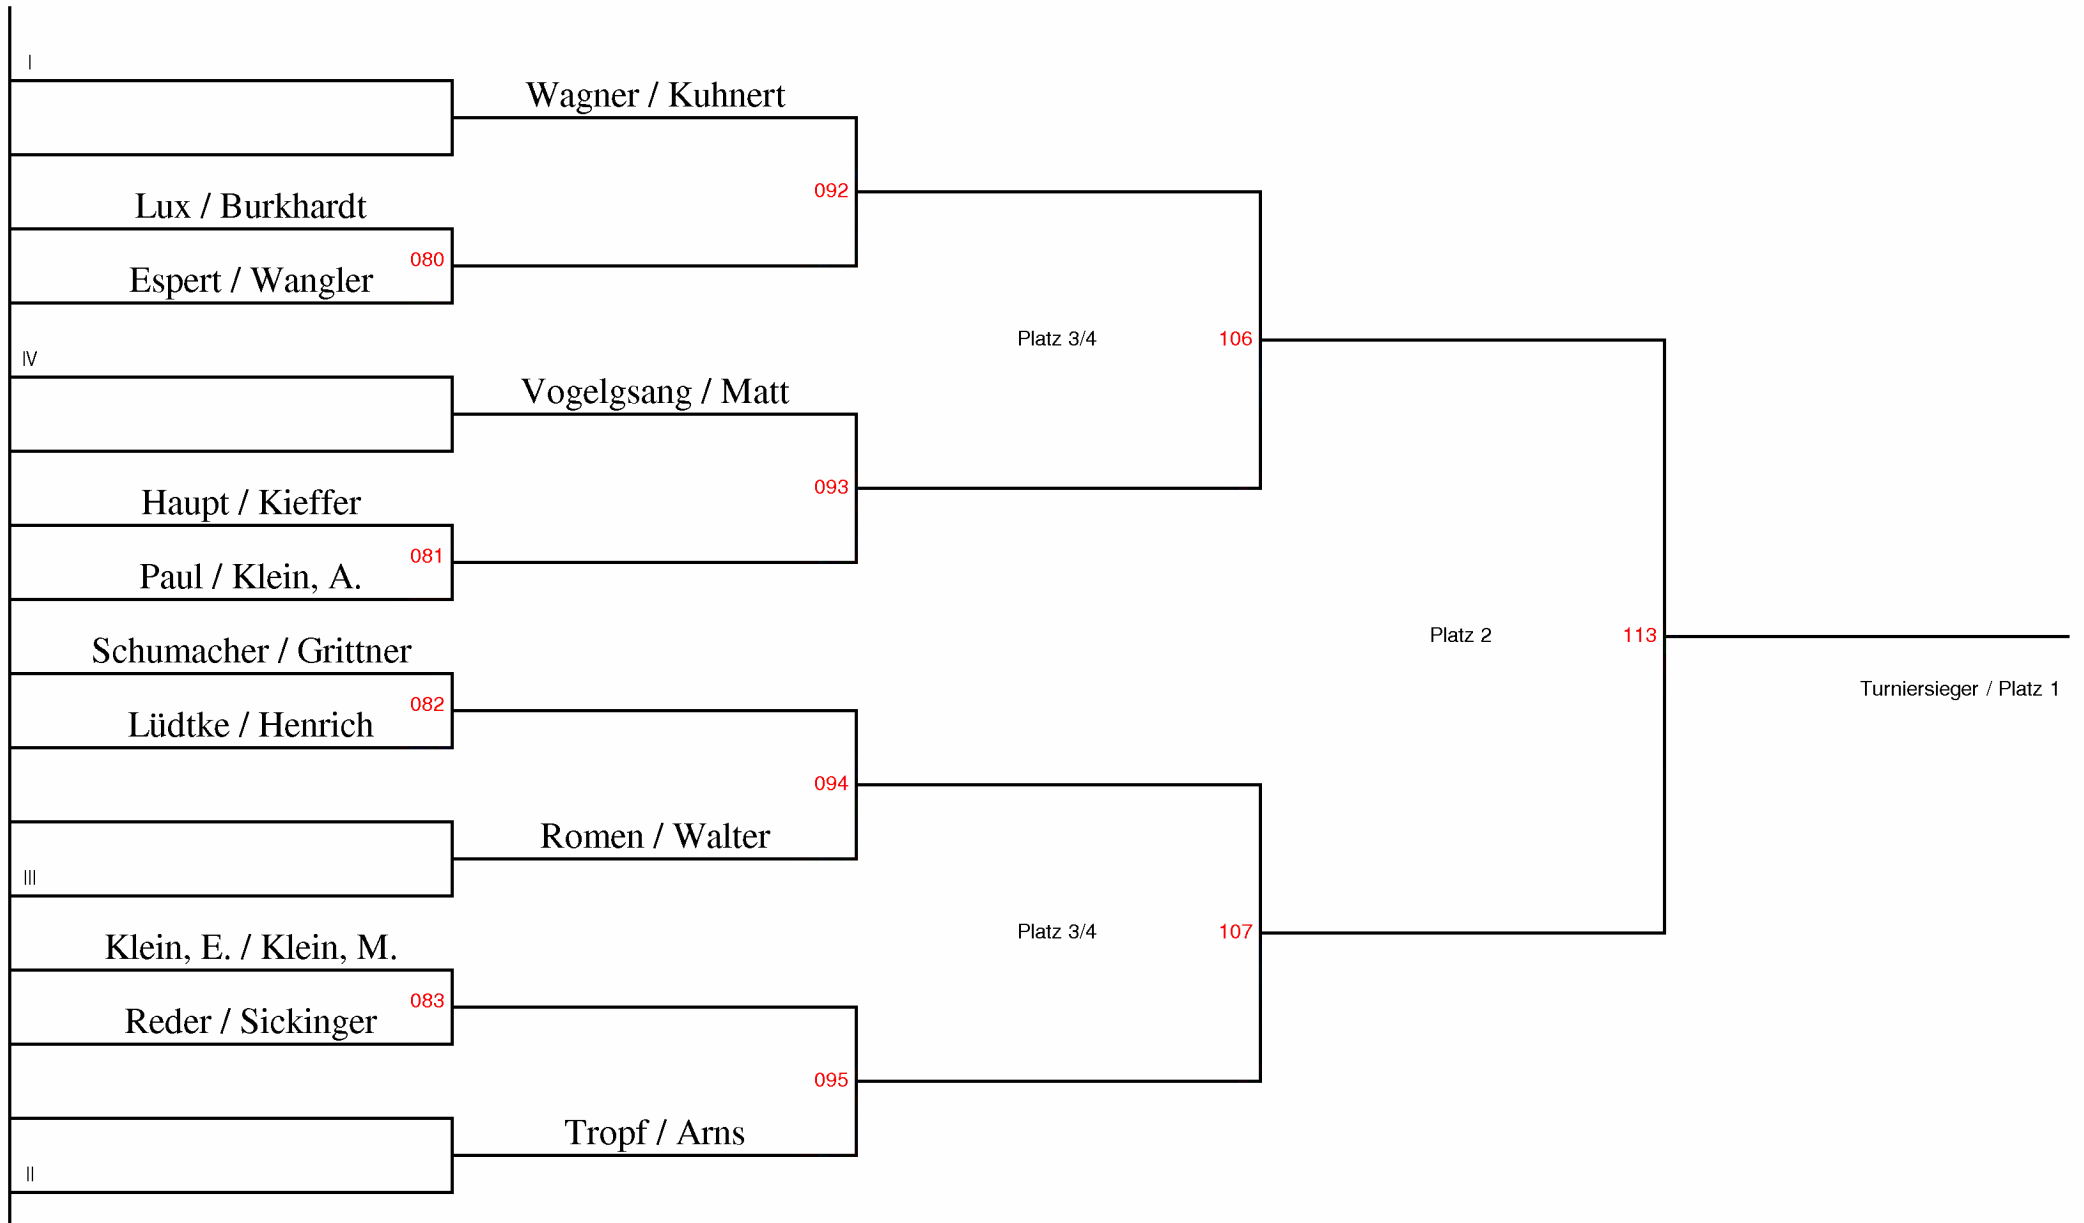 I
Wagner / Kuhnert
092
Lux / Burkhardt
080
Espert / Wangler
Platz 3/4
106
IV
Vogelgsang / Matt
093
Haupt / Kieffer
081
Paul / Klein, A.
Platz 2
113
Schumacher / Grittner
Turniersieger / Platz 1
082
Lüdtke / Henrich
094
Romen / Walter
III
Platz 3/4
107
Klein, E. / Klein, M.
083
Reder / Sickinger
095
Tropf / Arns
II